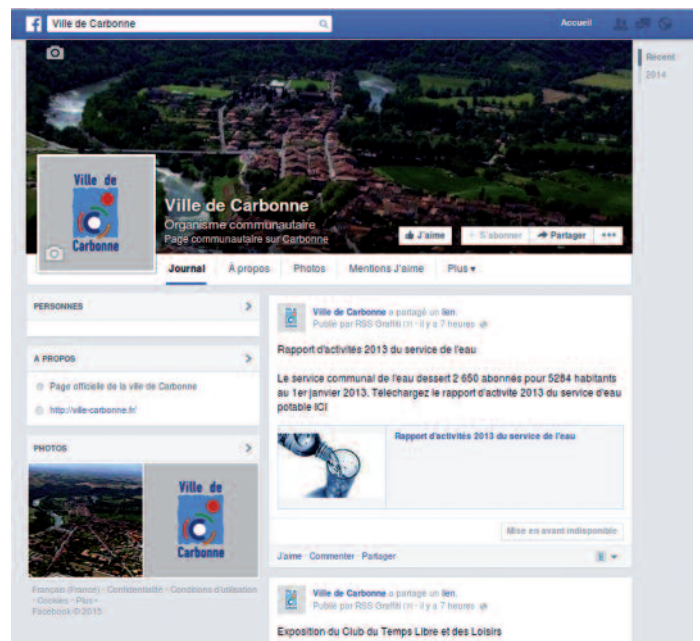 Ville de Carbonne
Accueil
Récent
2014
Ville de
Carbonne
Ville de Carbonne
Organisme communautaire
Page communautaire sur Carbonne
J'aime
S'abonner
Partager
Journal
À propos
Photos
Mentions J'aime
Plus
PERSONNES
À PROPOS
Page officielle de la ville de Carbonne
http://ville-carbonne.fr/
PHOTOS
Ville de
Carbonne
Français (France) · Confidentialité · Conditions d'utilisation
· Cookies · Plus
Facebook © 2015
Ville de Carbonne a partagé un lien.
Publié par RSS Graffiti [?] · il y a 7 heures
Rapport d'activités 2013 du service de l'eau
Le service communal de l'eau dessert 2 650 abonnés pour 5284 habitants
au 1er janvier 2013. Téléchargez le rapport d'activité 2013 du service d'eau
potable ICI
Rapport d'activités 2013 du service de l'eau
Mise en avant indisponible
J'aime · Commenter · Partager
Ville de Carbonne a partagé un lien.
Publié par RSS Graffiti [?] · il y a 7 heures
Exposition du Club du Temps Libre et des Loisirs